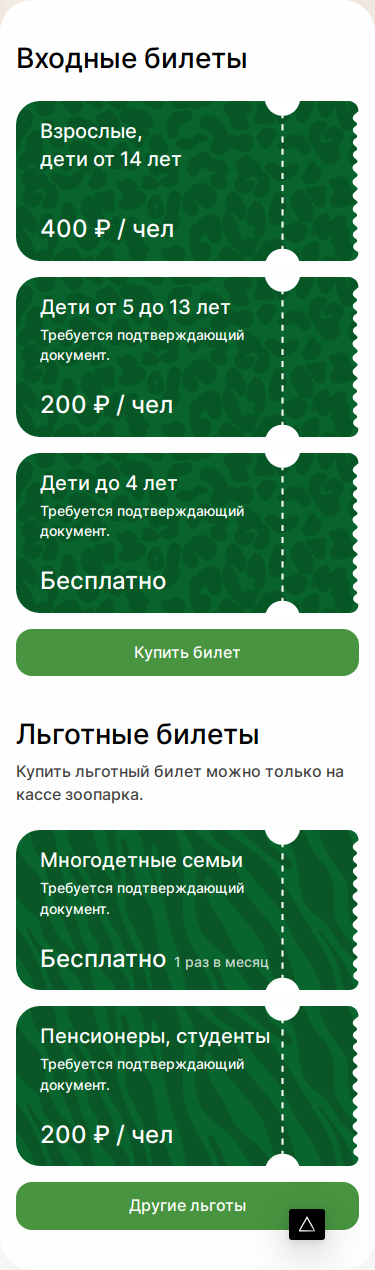 Входные билеты
Взрослые,
дети от 14 лет
400 ₽ / чел
Дети от 5 до 13 лет
Требуется подтверждающий
документ.
200 ₽ / чел
Дети до 4 лет
Требуется подтверждающий
документ.
Бесплатно
Купить билет
Льготные билеты
Купить льготный билет можно только на
кассе зоопарка.
Многодетные семьи
Требуется подтверждающий
документ.
Бесплатно 1 раз в месяц
Пенсионеры, студенты
Требуется подтверждающий
документ.
200 ₽ / чел
Другие льготы